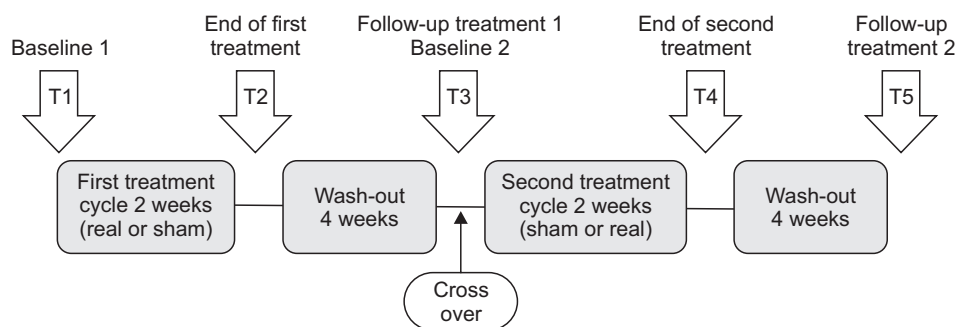 Baseline 1
End of first
treatment
Follow-up treatment 1
Baseline 2
End of second
treatment
Follow-up
treatment 2
T1
T2
T3
T4
T5
First treatment
cycle 2 weeks
(real or sham)
Wash-out
4 weeks
Second treatment
cycle 2 weeks
(sham or real)
Wash-out
4 weeks
Cross
over